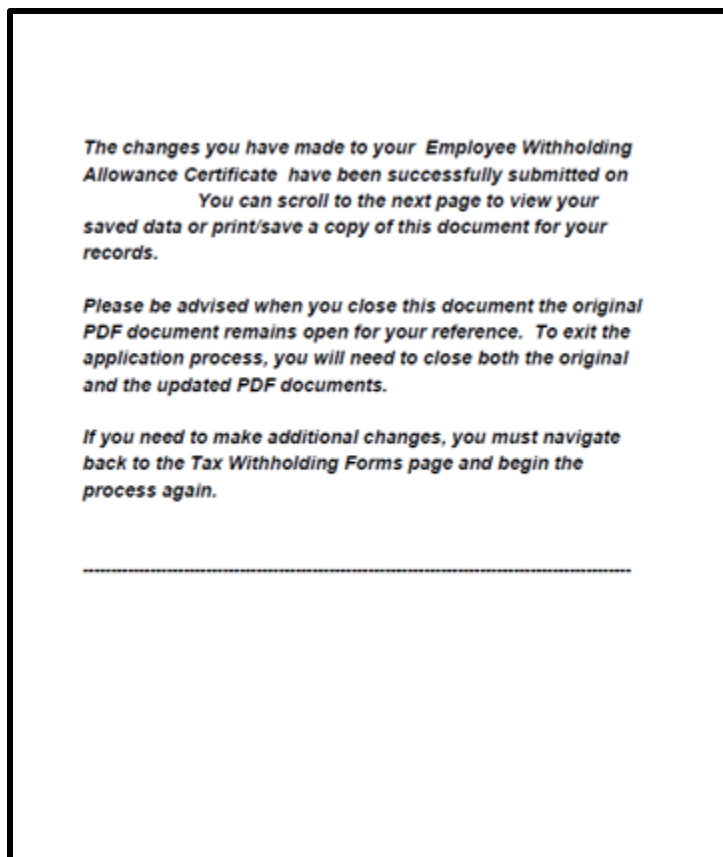 The changes you have made to your  Employee Withholding
Allowance Certificate  have been successfully submitted on
You can scroll to the next page to view your
saved data or print/save a copy of this document for your
records.
Please be advised when you close this document the original
PDF document remains open for your reference.  To exit the
application process, you will need to close both the original
and the updated PDF documents.
If you need to make additional changes, you must navigate
back to the Tax Withholding Forms page and begin the
process again.